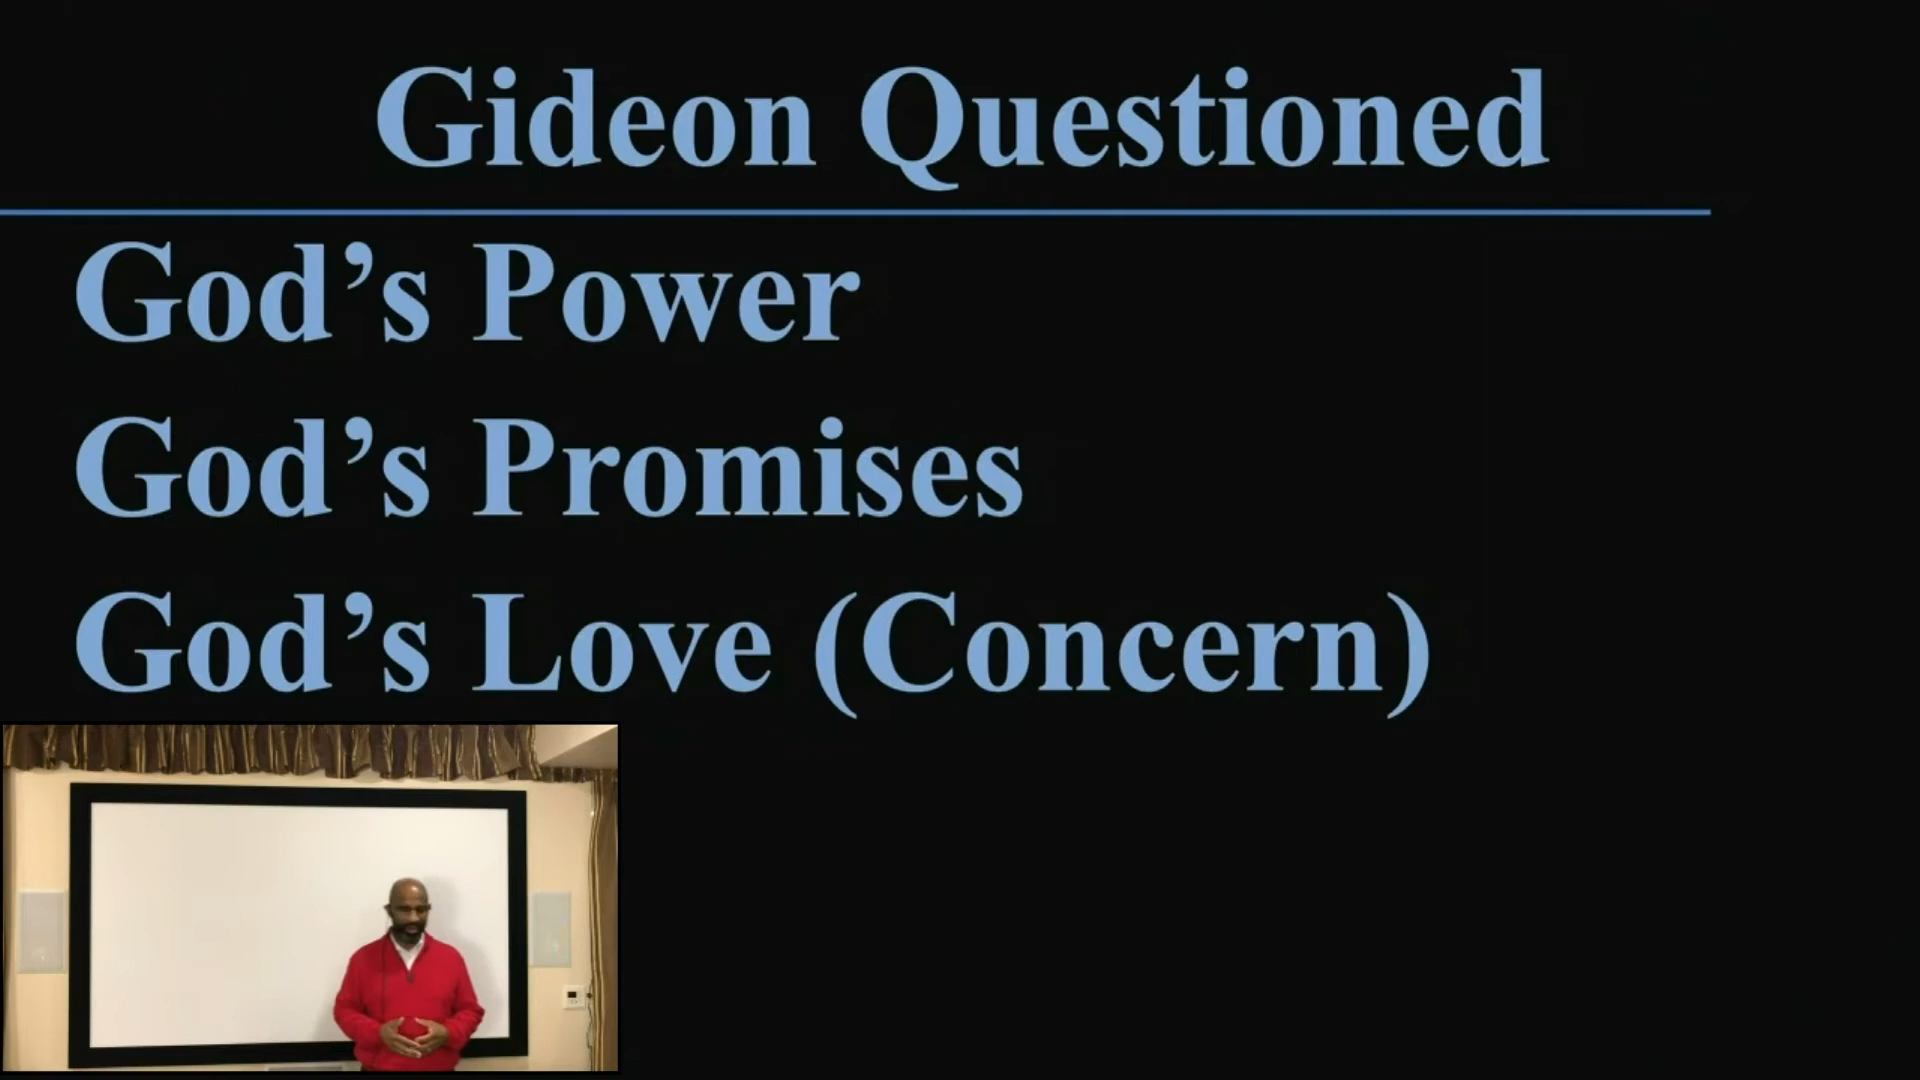 Gideon Questioned
God’s Power
God’s Promises
God’s Love (Concern)